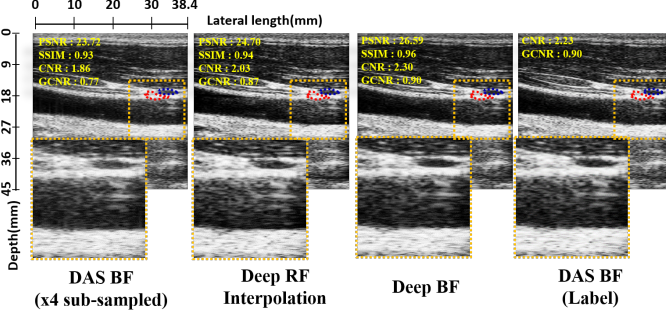 0 10 20 30 38.4
Lateral length(mm)
0
9
18
27
36
45
Depth(mm)
PSNR : 23.72
SSIM : 0.93
CNR : 1.86
GCNR : 0.77
PSNR : 24.70
SSIM : 0.94
CNR : 2.03
GCNR : 0.87
PSNR : 26.59
SSIM : 0.96
CNR : 2.30
GCNR : 0.90
CNR : 2.23
GCNR : 0.90
DAS BF
(x4 sub-sampled)
Deep RF
Interpolation
Deep BF
DAS BF
(Label)